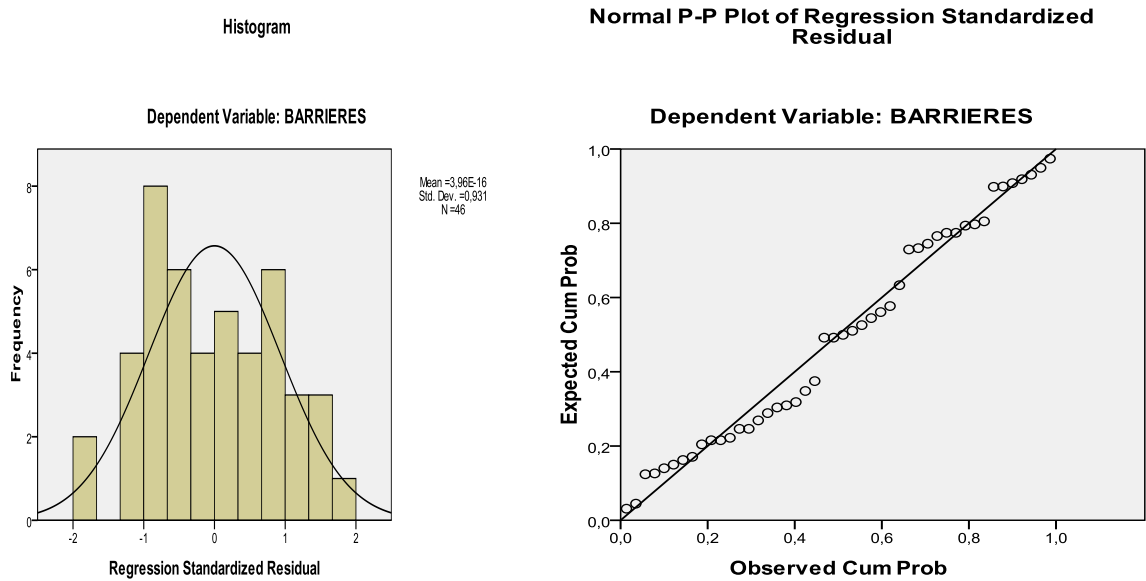 Histogram
Dependent Variable: BARRIERES
Frequency
8
6
4
2
0
-2
-1
0
1
2
Regression Standardized Residual
Mean =3,96E-16
Std. Dev. =0,931
N =46
Normal P-P Plot of Regression Standardized
Residual
Dependent Variable: BARRIERES
Expected Cum Prob
1,0
0,8
0,6
0,4
0,2
0,0
0,0
0,2
0,4
0,6
0,8
1,0
Observed Cum Prob